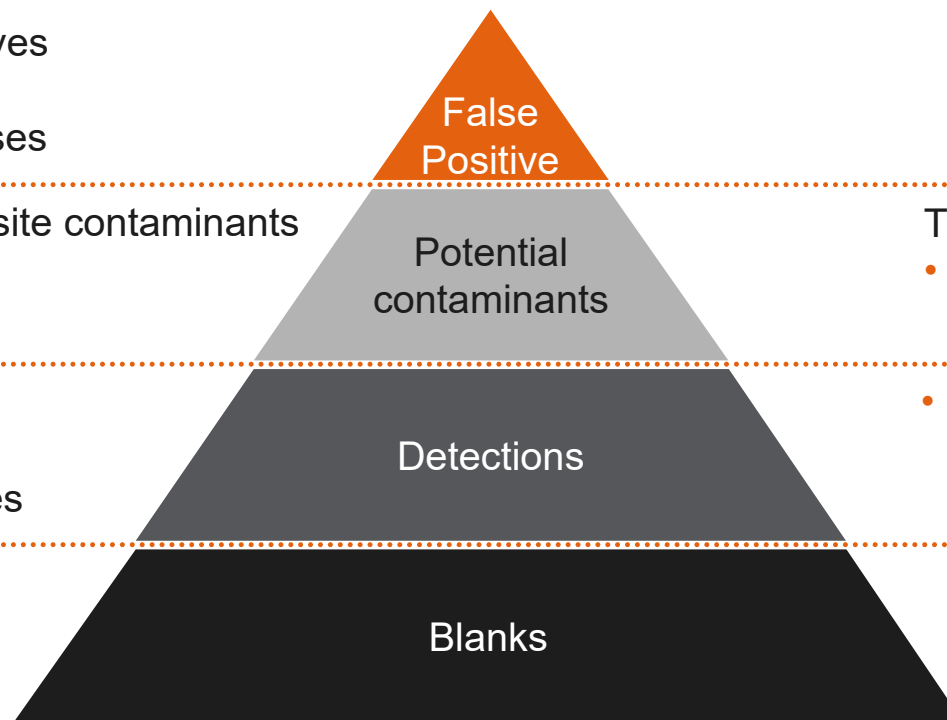 ves
False
Positive
ses
site contaminants
T
Potential
contaminants
Detections
es
Blanks